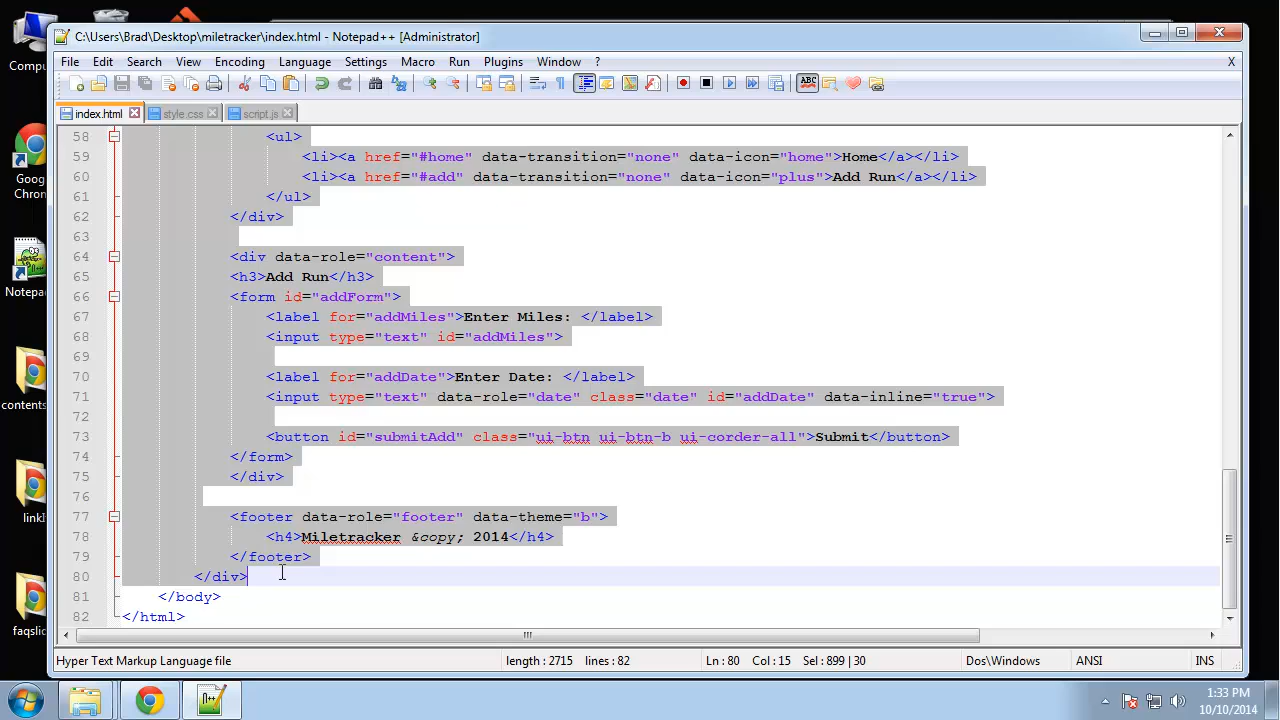 C:\Users\Brad\Desktop\miletracker\index.html - Notepad++ [Administrator]
File Edit Search View Encoding Language Settings Macro Run Plugins Window ? X
index.html style.css script.js
58 <ul>
59 <li><a href="#home" data-transition="none" data-icon="home">Home</a></li>
60 <li><a href="#add" data-transition="none" data-icon="plus">Add Run</a></li>
61 </ul>
62 </div>
63
64 <div data-role="content">
65 <h3>Add Run</h3>
66 <form id="addForm">
67 <label for="addMiles">Enter Miles: </label>
68 <input type="text" id="addMiles">
69
70 <label for="addDate">Enter Date: </label>
71 <input type="text" data-role="date" class="date" id="addDate" data-inline="true">
72
73 <button id="submitAdd" class="ui-btn ui-btn-b ui-corder-all">Submit</button>
74 </form>
75 </div>
76
77 <footer data-role="footer" data-theme="b">
78 <h4>Miletracker &copy; 2014</h4>
79 </footer>
80 </div>
81 </body>
82 </html>
Hyper Text Markup Language file length : 2715 lines : 82 Ln : 80 Col : 15 Sel : 899 | 30 Dos\Windows ANSI INS
Compu
Goog
Chron
Notep
contents
linkl
faqslic
1:33 PM
10/10/2014